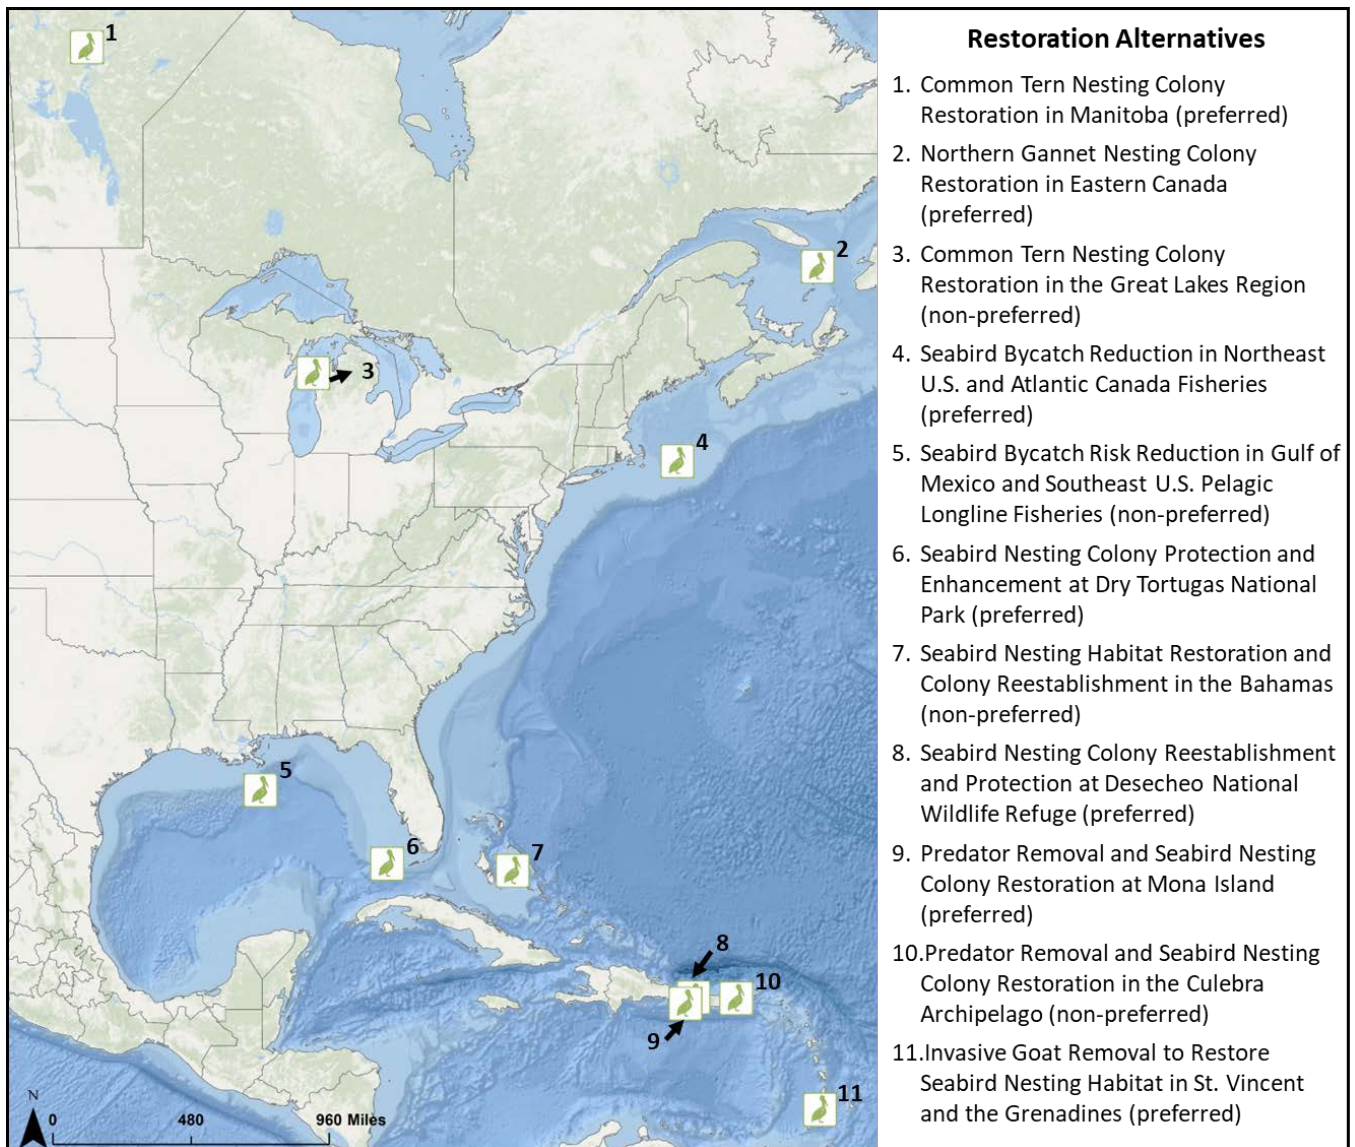 1
2
3
4
5
6
7
8
9
10
11
N
0 480 960 Miles
Restoration Alternatives
1. Common Tern Nesting Colony
Restoration in Manitoba (preferred)
2. Northern Gannet Nesting Colony
Restoration in Eastern Canada
(preferred)
3. Common Tern Nesting Colony
Restoration in the Great Lakes Region
(non-preferred)
4. Seabird Bycatch Reduction in Northeast
U.S. and Atlantic Canada Fisheries
(preferred)
5. Seabird Bycatch Risk Reduction in Gulf of
Mexico and Southeast U.S. Pelagic
Longline Fisheries (non-preferred)
6. Seabird Nesting Colony Protection and
Enhancement at Dry Tortugas National
Park (preferred)
7. Seabird Nesting Habitat Restoration and
Colony Reestablishment in the Bahamas
(non-preferred)
8. Seabird Nesting Colony Reestablishment
and Protection at Desecheo National
Wildlife Refuge (preferred)
9. Predator Removal and Seabird Nesting
Colony Restoration at Mona Island
(preferred)
10.Predator Removal and Seabird Nesting
Colony Restoration in the Culebra
Archipelago (non-preferred)
11.Invasive Goat Removal to Restore
Seabird Nesting Habitat in St. Vincent
and the Grenadines (preferred)